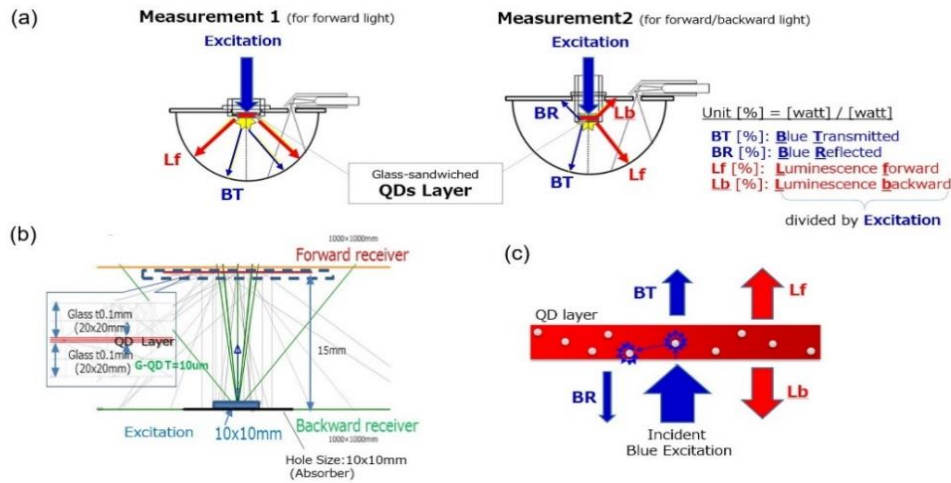 (a)
Measurement 1 (for forward light)
Excitation
Lf
BT
Measurement2 (for forward/backward light)
Excitation
BR
Lb
BT
Lf
Glass-sandwiched
QDs Layer
Unit [%] = [watt] / [watt]
BT [%]: Blue Transmitted
BR [%]: Blue Reflected
Lf [%]: Luminescence forward
Lb [%]: Luminescence backward
divided by Excitation
(b)
1000×1000mm
Forward receiver
Glass t0.1mm
(20x20mm)
QD Layer
Glass t0.1mm
(20x20mm)
G-QDT=10um
15mm
Excitation
10x10mm
Backward receiver
1000×1000mm
Hole Size:10x10mm
(Absorber)
(c)
BT
Lf
QD layer
BR
Lb
Incident
Blue Excitation